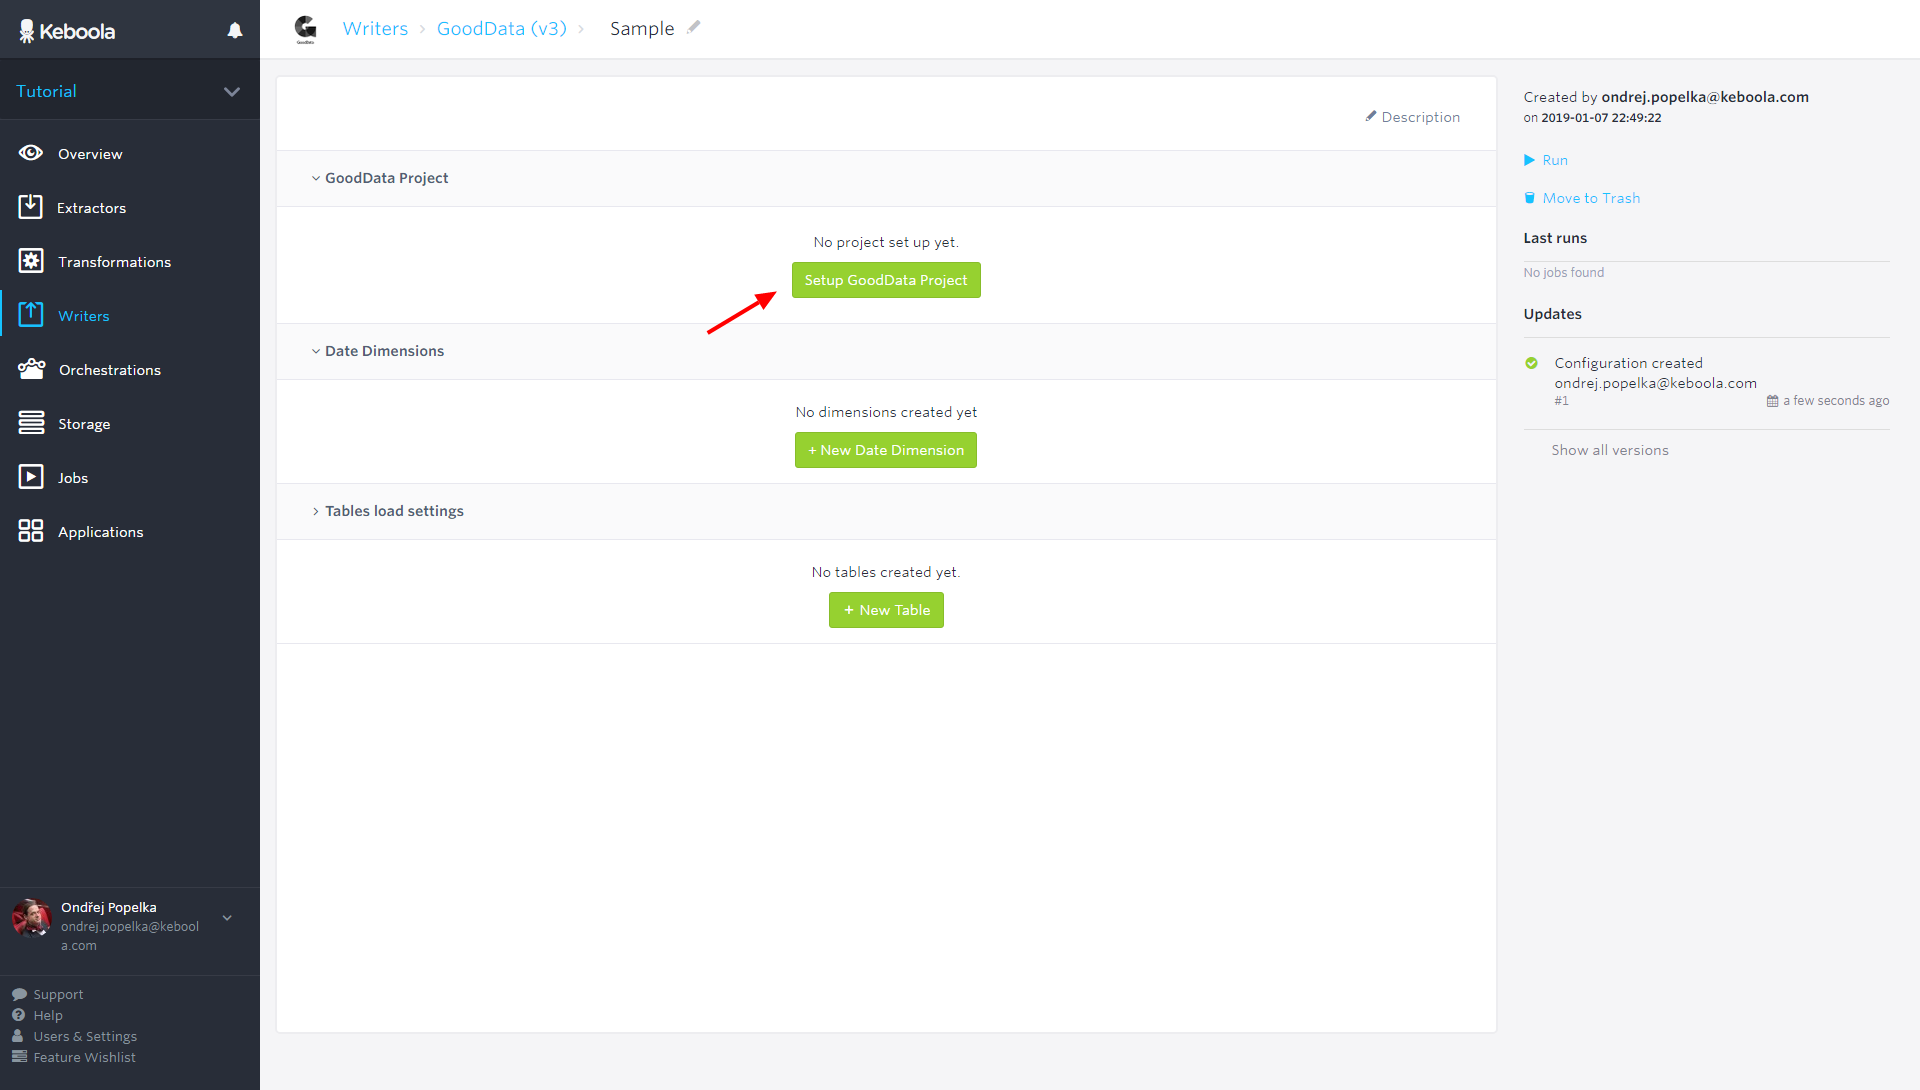 Keboola
Tutorial
Overview
Extractors
Transformations
Writers
Orchestrations
Storage
Jobs
Applications
Ondřej Popelka
ondrej.popelka@kebool
a.com
Support
Help
Users & Settings
Feature Wishlist
GoodData
Writers › GoodData (v3) › Sample
Description
GoodData Project
No project set up yet.
Setup GoodData Project
Date Dimensions
No dimensions created yet
+ New Date Dimension
Tables load settings
No tables created yet.
+ New Table
Created by ondrej.popelka@keboola.com
on 2019-01-07 22:49:22
Run
Move to Trash
Last runs
No jobs found
Updates
Configuration created
ondrej.popelka@keboola.com
#1 a few seconds ago
Show all versions